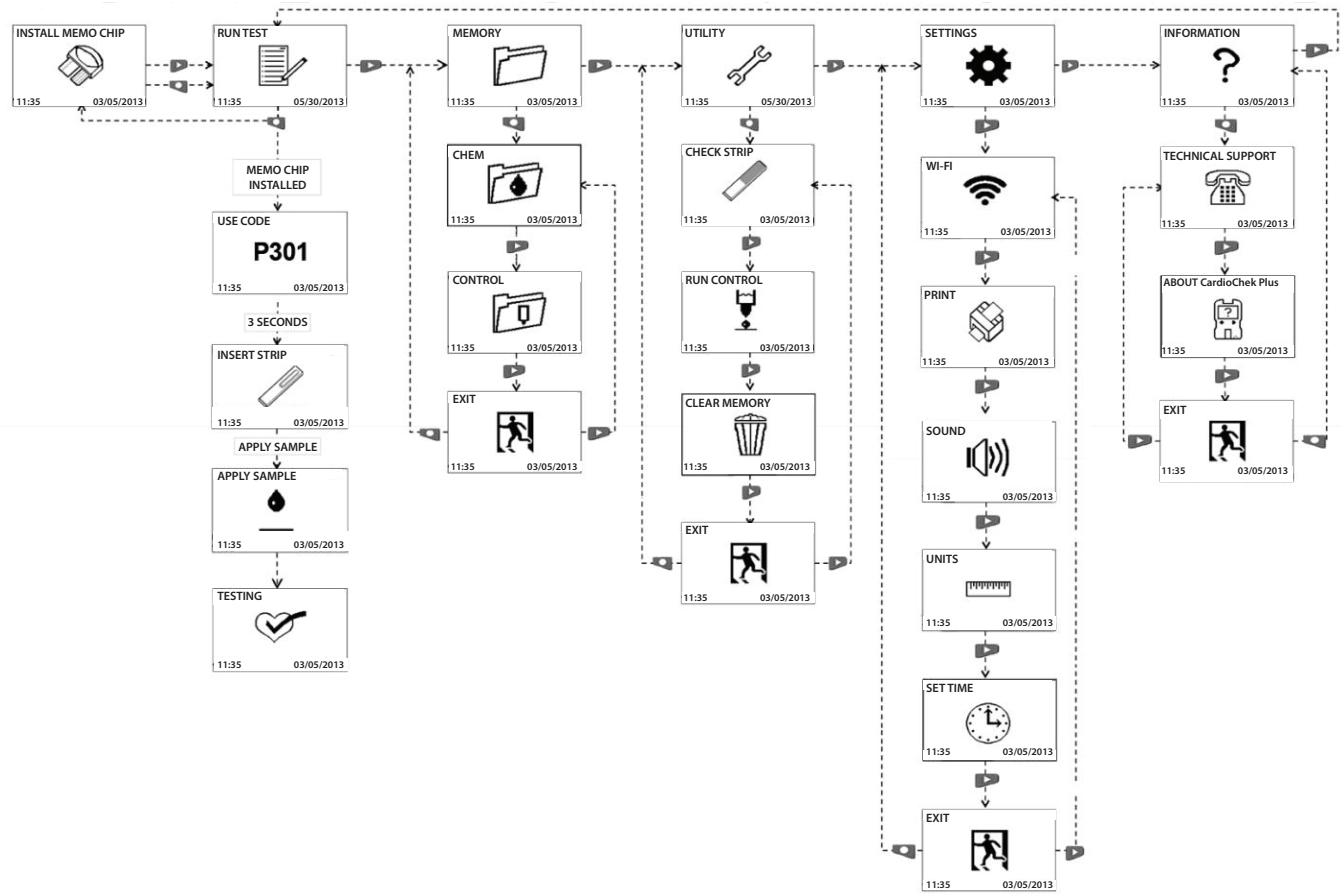 INSTALL MEMO CHIP
11:35 03/05/2013
RUN TEST
11:35 05/30/2013
MEMO CHIP
INSTALLED
USE CODE
P301
11:35 03/05/2013
3 SECONDS
INSERT STRIP
11:35 03/05/2013
APPLY SAMPLE
APPLY SAMPLE
11:35 03/05/2013
TESTING
11:35 03/05/2013
MEMORY
11:35 03/05/2013
CHEM
11:35 03/05/2013
CONTROL
11:35 03/05/2013
EXIT
11:35 03/05/2013
UTILITY
11:35 05/30/2013
CHECK STRIP
11:35 03/05/2013
RUN CONTROL
11:35 03/05/2013
CLEAR MEMORY
11:35 03/05/2013
EXIT
11:35 03/05/2013
SETTINGS
11:35 03/05/2013
WI-FI
11:35 03/05/2013
PRINT
11:35 03/05/2013
SOUND
11:35 03/05/2013
UNITS
11:35 03/05/2013
SET TIME
11:35 03/05/2013
EXIT
11:35 03/05/2013
INFORMATION
?
11:35 03/05/2013
TECHNICAL SUPPORT
11:35 03/05/2013
ABOUT CardioChek Plus
?
11:35 03/05/2013
EXIT
11:35 03/05/2013